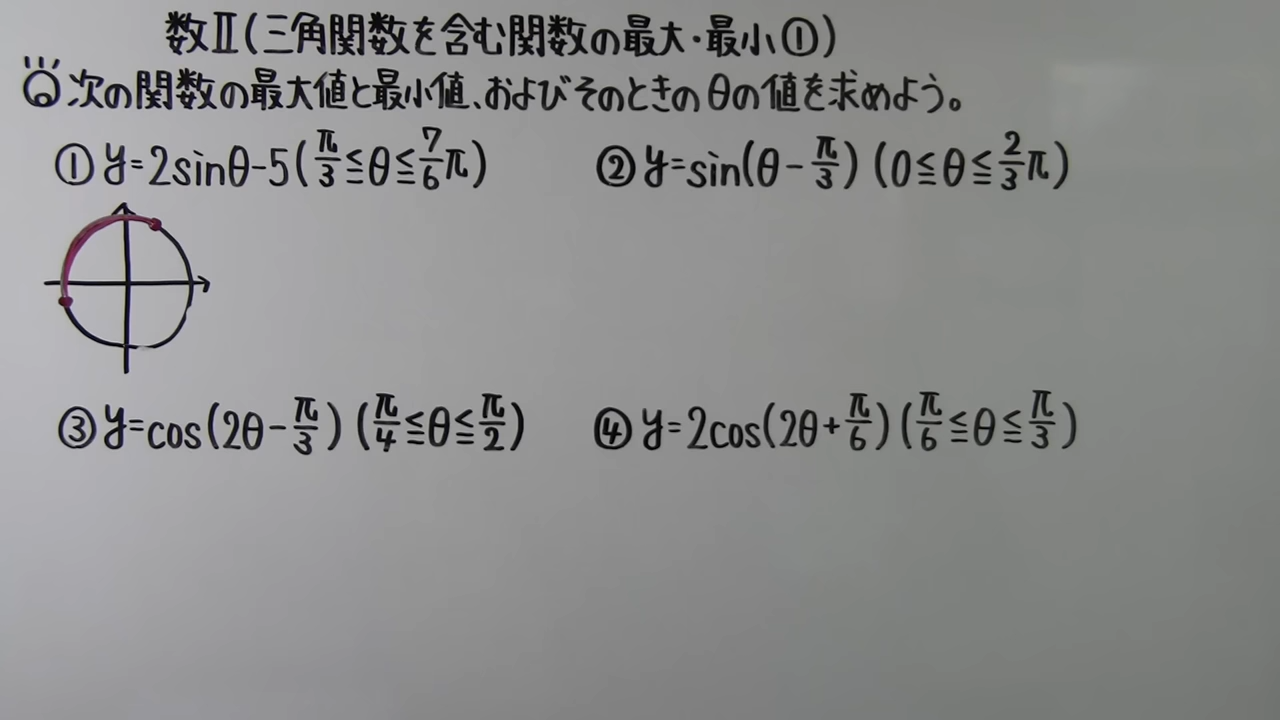 数Ⅱ(三角関数を含む関数の最大・最小①)
Q 次の関数の最大値と最小値、およびそのときのθの値を求めよう。
① y=2sinθ-5(π/3≦θ≦7/6π)
② y=sin(θ-π/3)(0≦θ≦2/3π)
③ y=cos(2θ-π/3)(π/4≦θ≦π/2)
④ y=2cos(2θ+π/6)(π/6≦θ≦π/3)